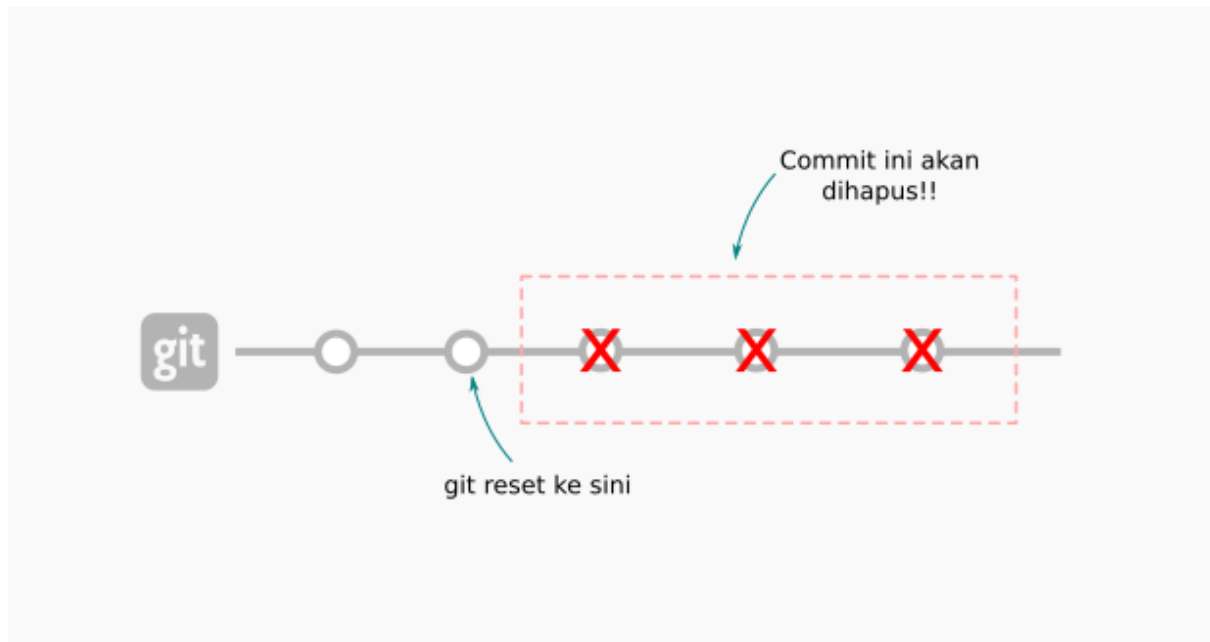 Commit ini akan
dihapus!!
git
X X X
git reset ke sini